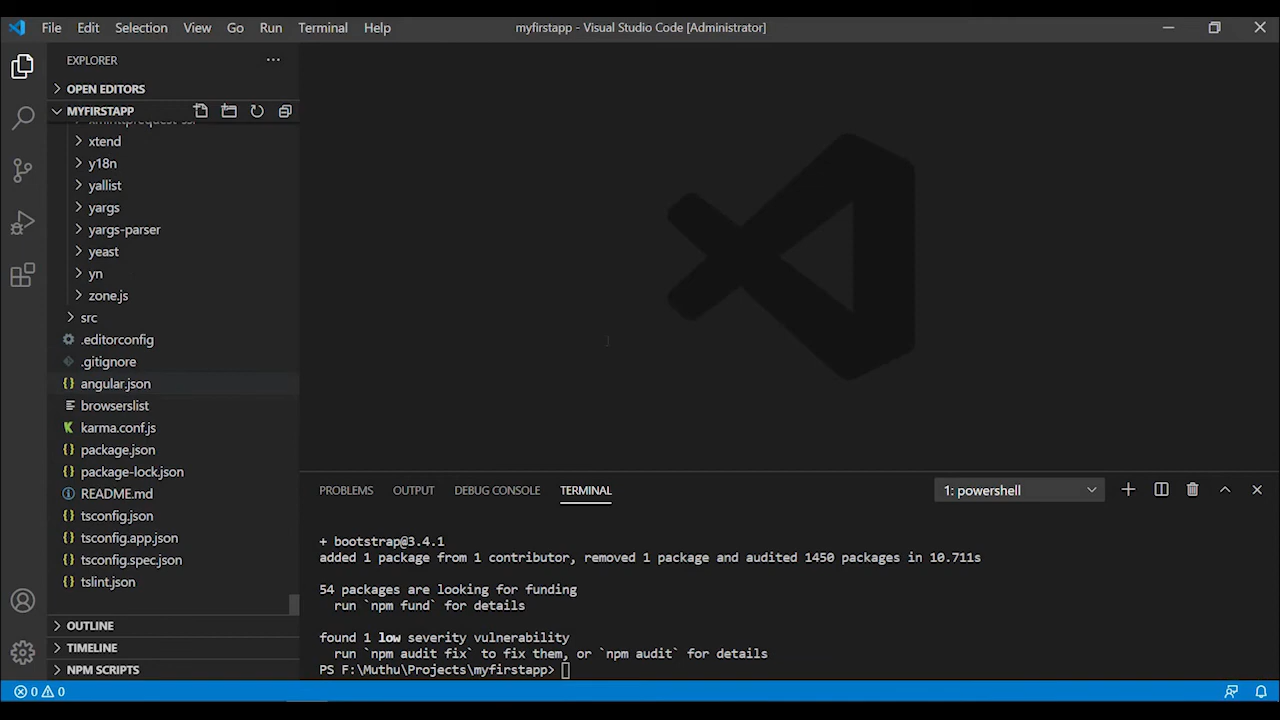 File Edit Selection View Go Run Terminal Help
myfirstapp - Visual Studio Code [Administrator]
EXPLORER
OPEN EDITORS
MYFIRSTAPP
xtend
y18n
yallist
yargs
yargs-parser
yeast
yn
zone.js
src
.editorconfig
.gitignore
angular.json
browserslist
karma.conf.js
package.json
package-lock.json
README.md
tsconfig.json
tsconfig.app.json
tsconfig.spec.json
tslint.json
OUTLINE
TIMELINE
NPM SCRIPTS
PROBLEMS OUTPUT DEBUG CONSOLE TERMINAL
1: powershell
+ bootstrap@3.4.1
added 1 package from 1 contributor, removed 1 package and audited 1450 packages in 10.711s
54 packages are looking for funding
run `npm fund` for details
found 1 low severity vulnerability
run `npm audit fix` to fix them, or `npm audit` for details
PS F:\Muthu\Projects\myfirstapp>
0 0